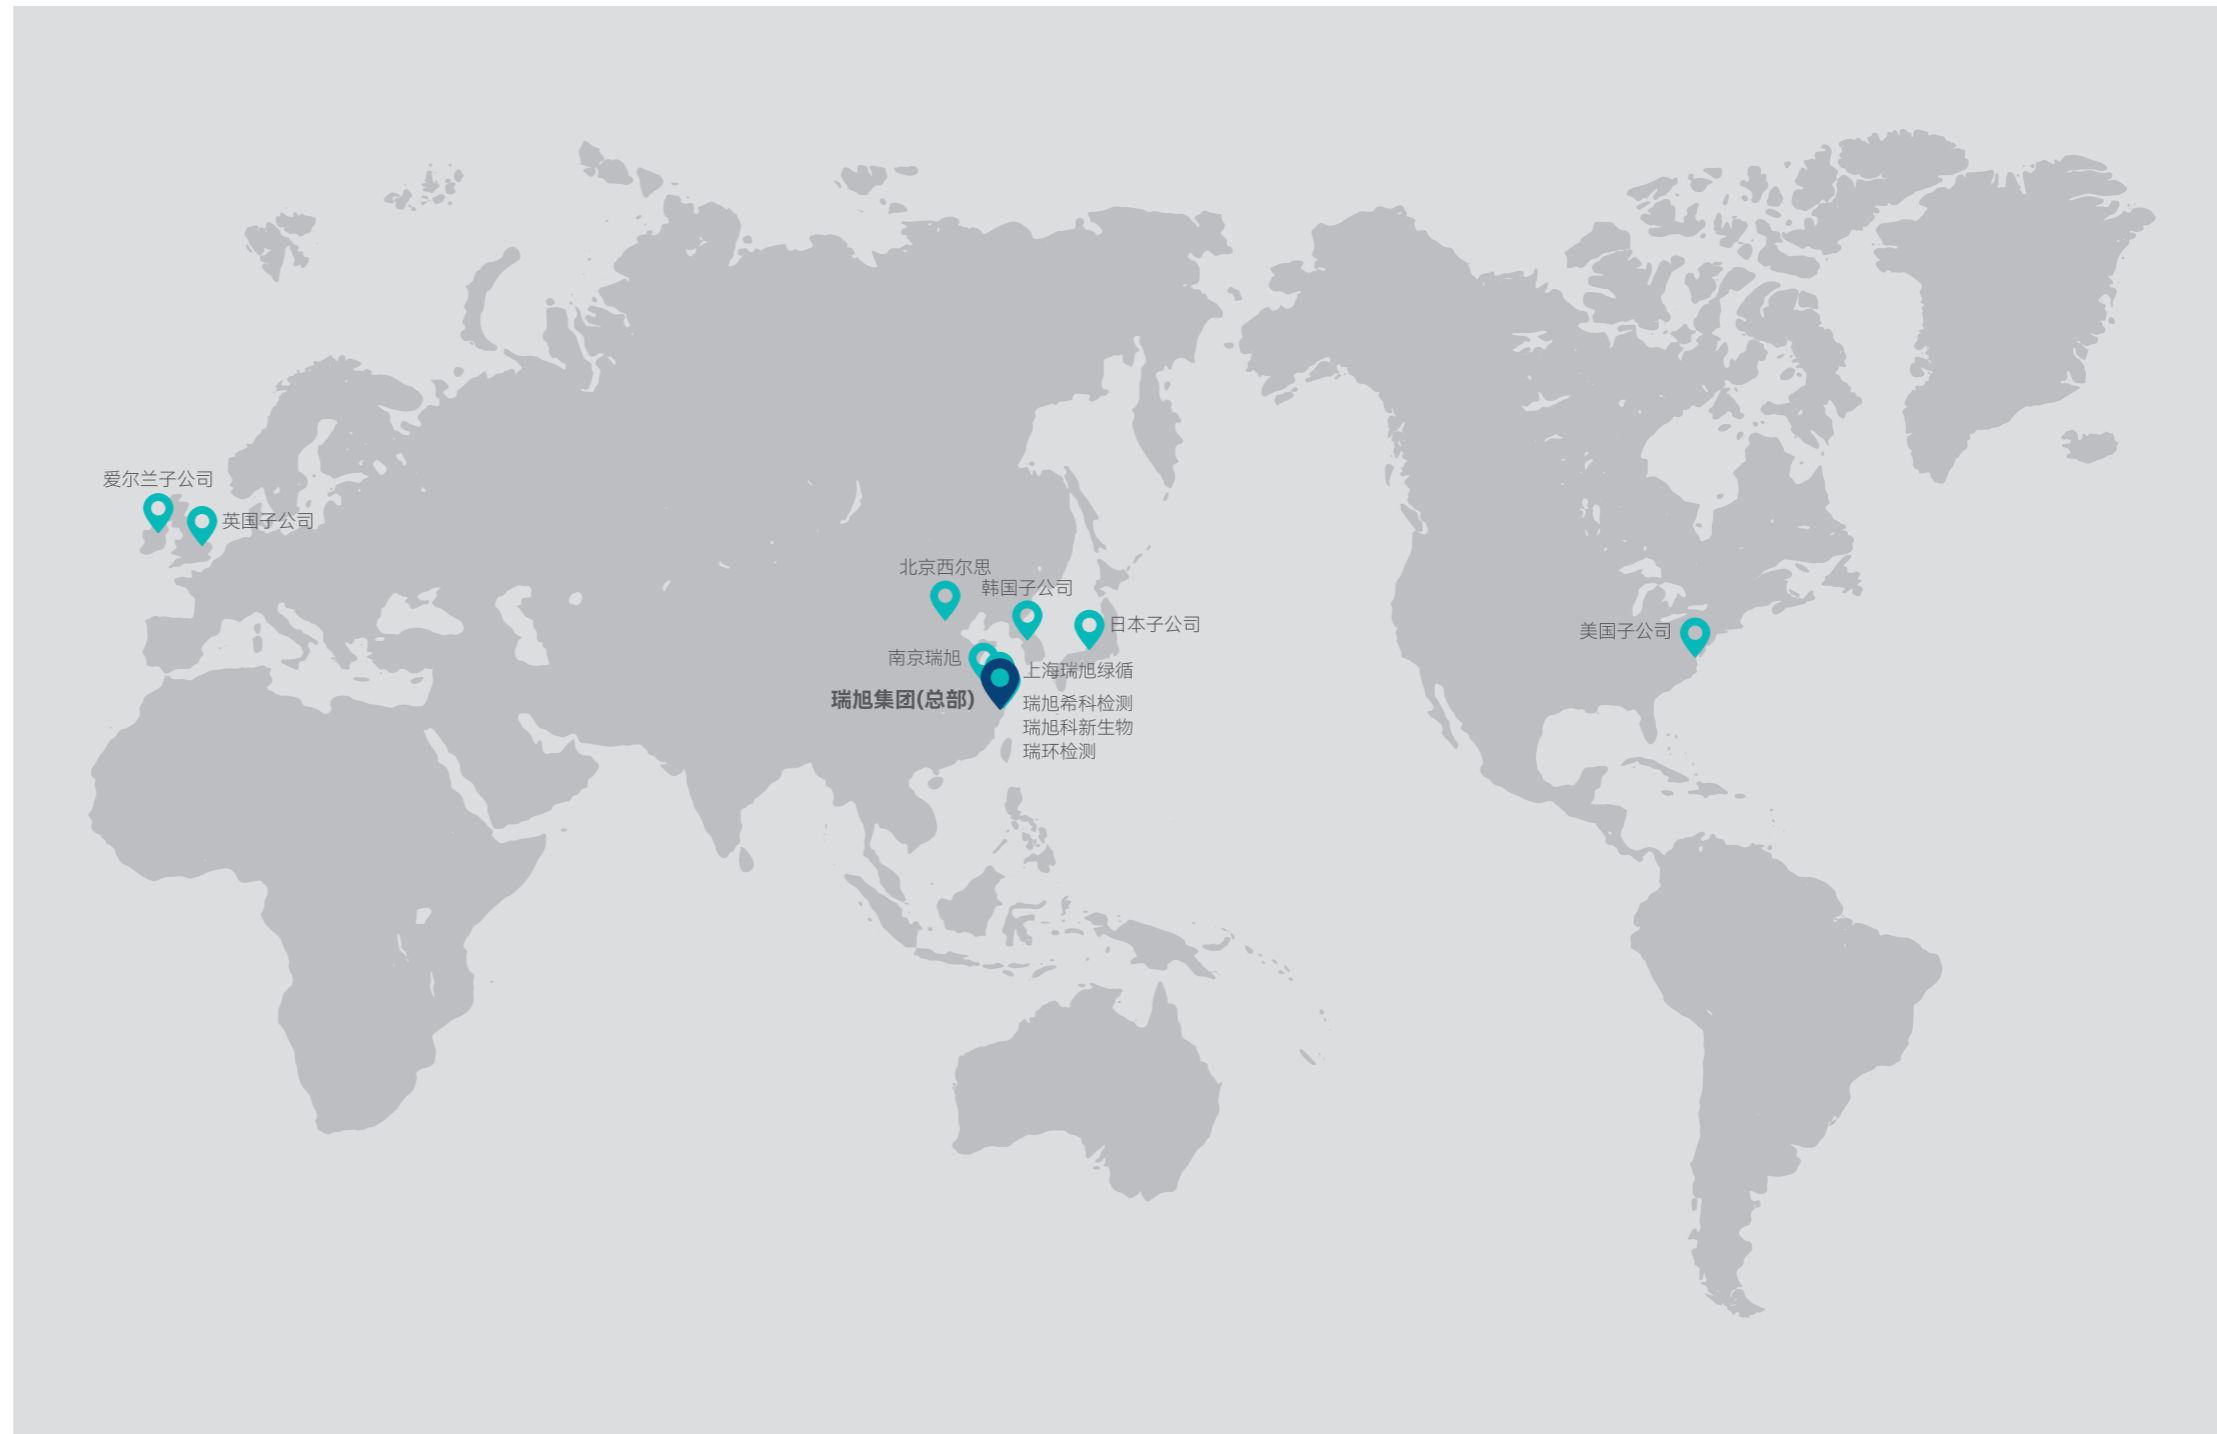 爱尔兰子公司
英国子公司
北京西尔思
韩国子公司
日本子公司
美国子公司
南京瑞旭
上海瑞旭绿循
瑞旭集团(总部)
瑞旭希科检测
瑞旭科新生物
瑞环检测